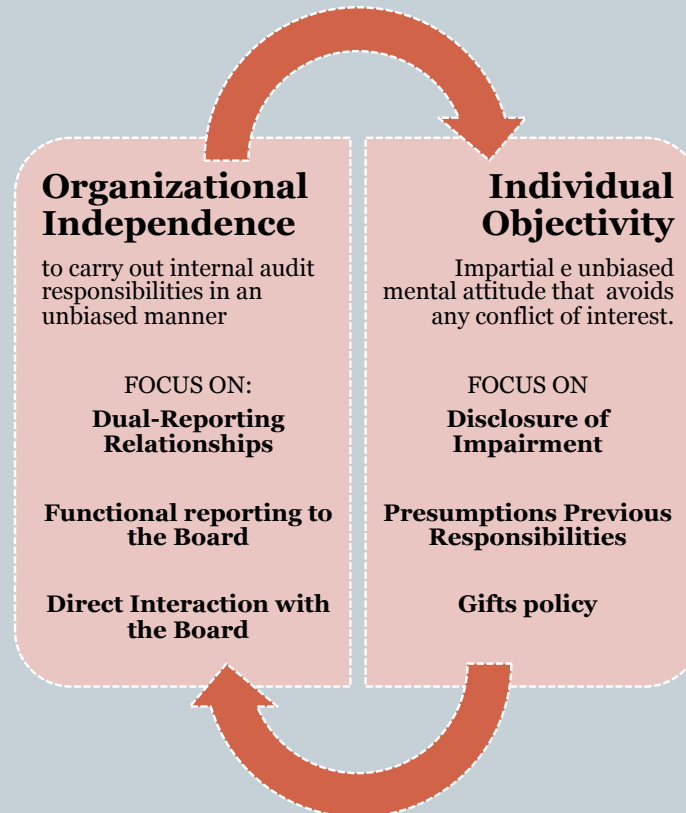 Organizational
Independence
to carry out internal audit
responsibilities in an
unbiased manner
FOCUS ON:
Dual-Reporting
Relationships
Functional reporting to
the Board
Direct Interaction with
the Board
Individual
Objectivity
Impartial e unbiased
mental attitude that avoids
any conflict of interest.
FOCUS ON
Disclosure of
Impairment
Presumptions Previous
Responsibilities
Gifts policy